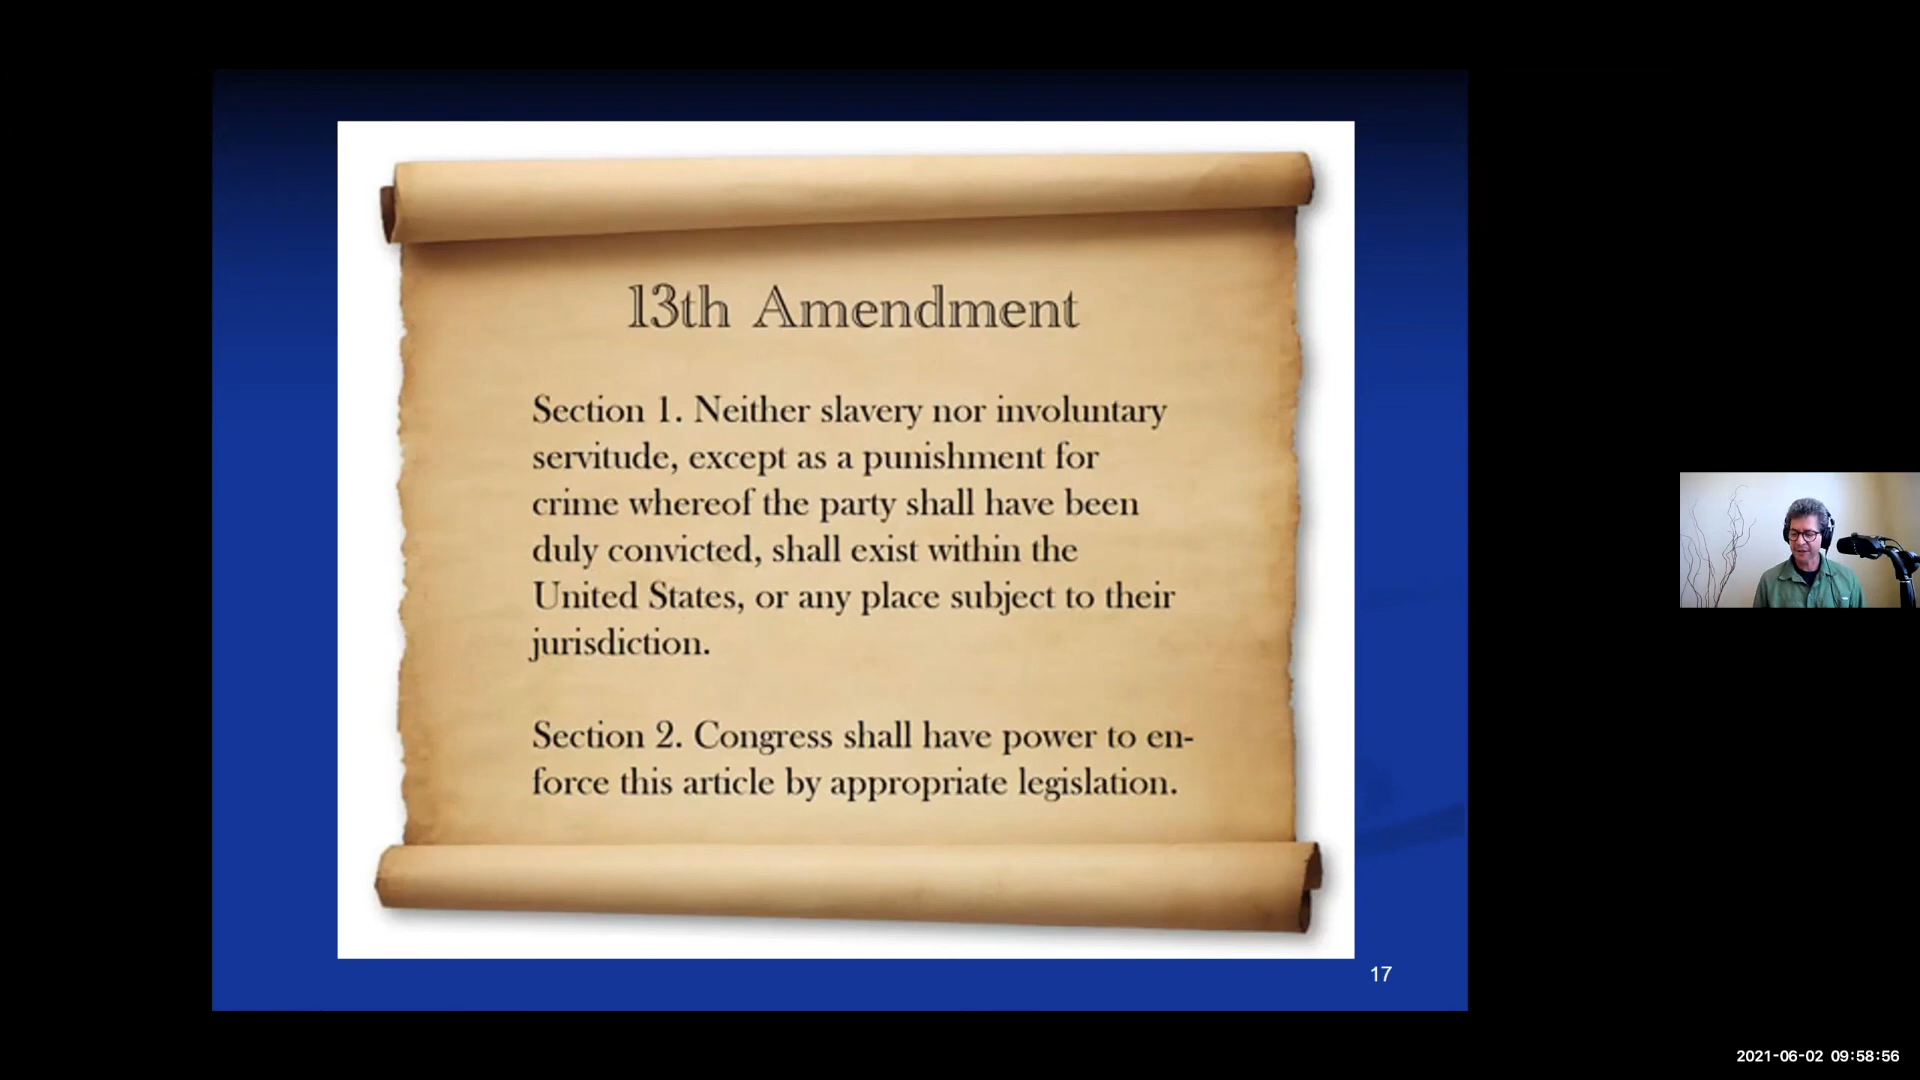 13th Amendment
Section 1. Neither slavery nor involuntary
servitude, except as a punishment for
crime whereof the party shall have been
duly convicted, shall exist within the
United States, or any place subject to their
jurisdiction.
Section 2. Congress shall have power to en-
force this article by appropriate legislation.
17
2021-06-02 09:58:56